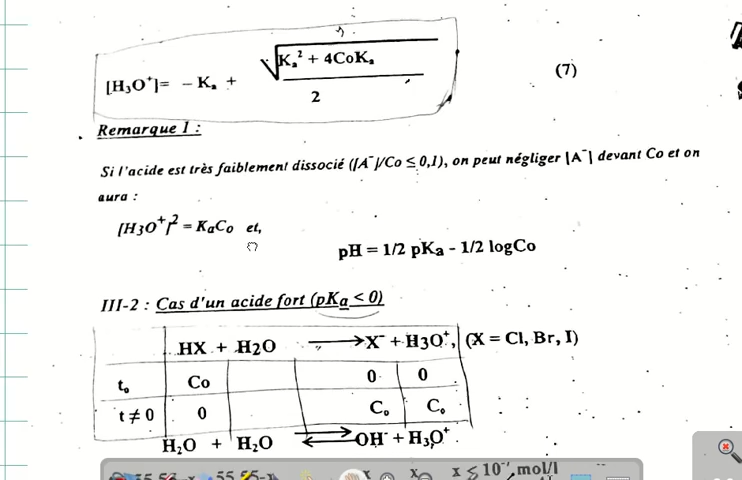 [H₃O⁺]= - Kₐ + √Kₐ² + 4CoKₐ (7)
2
Remarque 1 :
Si l'acide est très faiblement dissocié ([A⁻]/Co ≤ 0,1), on peut négliger [A⁻] devant Co et on
aura :
[H3O⁺]² = KaCo et,
pH = 1/2 pKa - 1/2 logCo
III-2 : Cas d'un acide fort (pKa < 0)
HX + H2O ⟶ X⁻ + H3O⁺, (X = Cl, Br, I)
t₀ Co 0 0
t ≠ 0 0 C₀ C₀
H₂O + H₂O ⇄ OH⁻ + H₃O⁺
x ≤ 10⁻⁷ mol/l